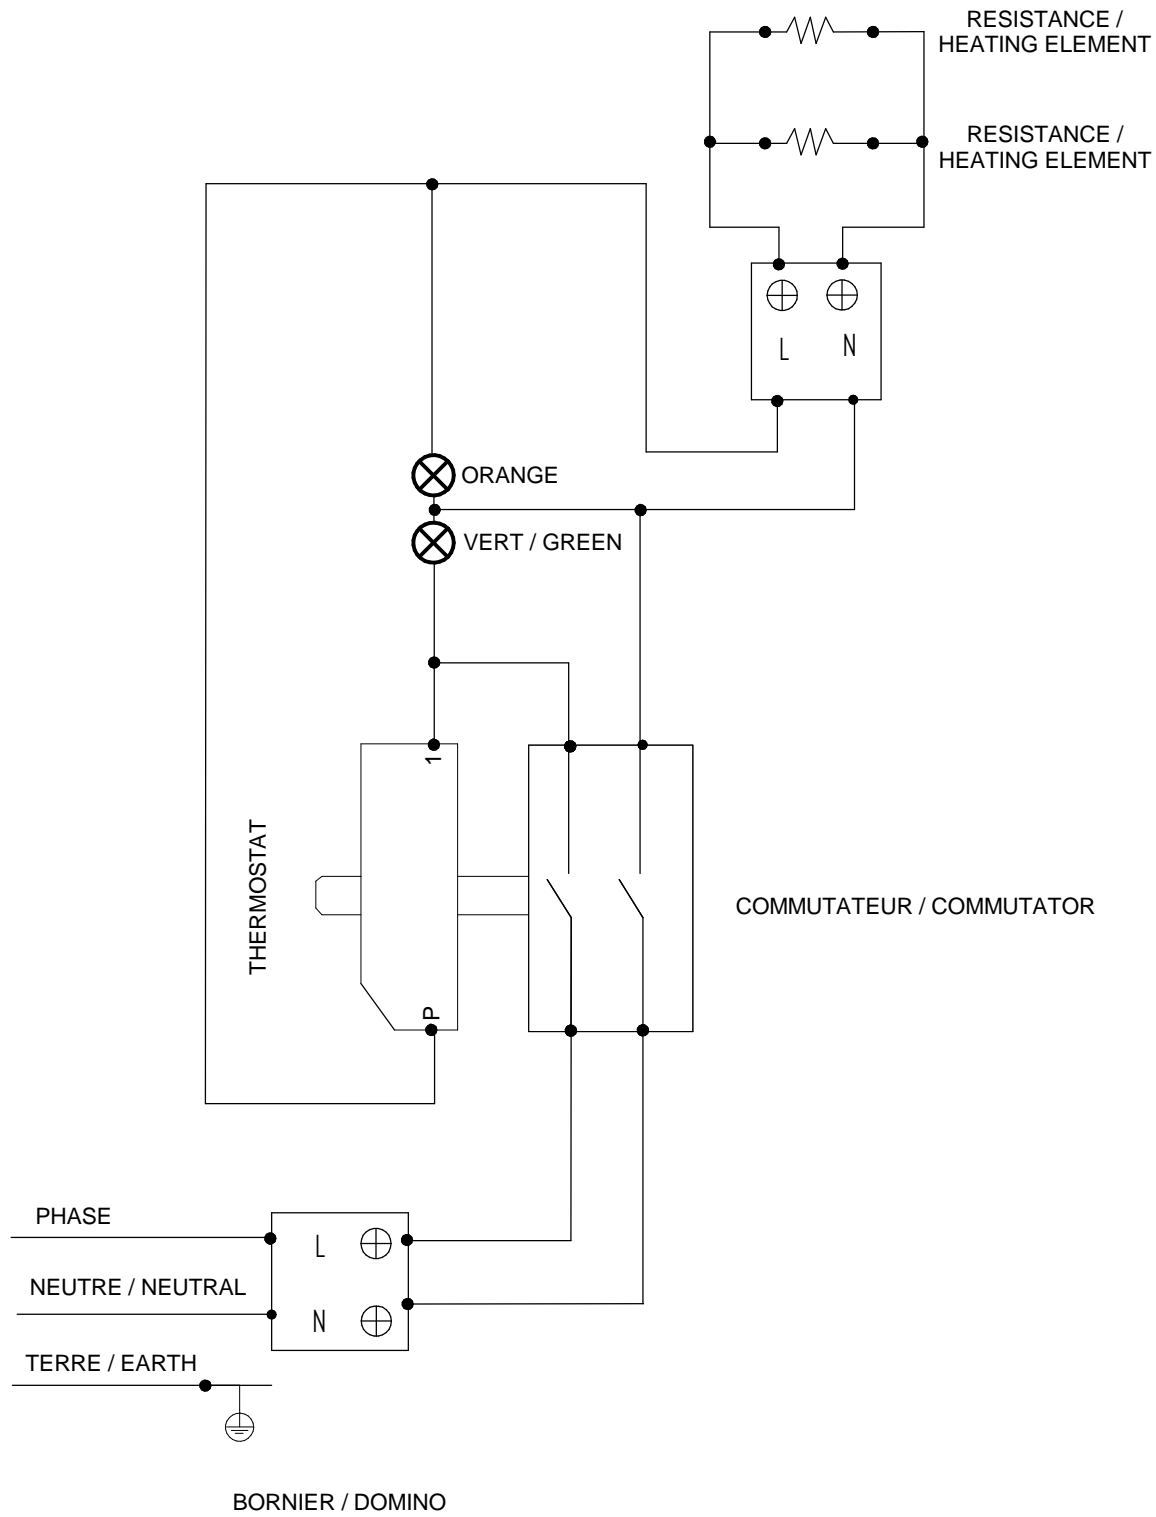 RESISTANCE /
HEATING ELEMENT
RESISTANCE /
HEATING ELEMENT
L N
ORANGE
VERT / GREEN
1
THERMOSTAT
COMMUTATEUR / COMMUTATOR
P
PHASE
L
NEUTRE / NEUTRAL
N
TERRE / EARTH
BORNIER / DOMINO